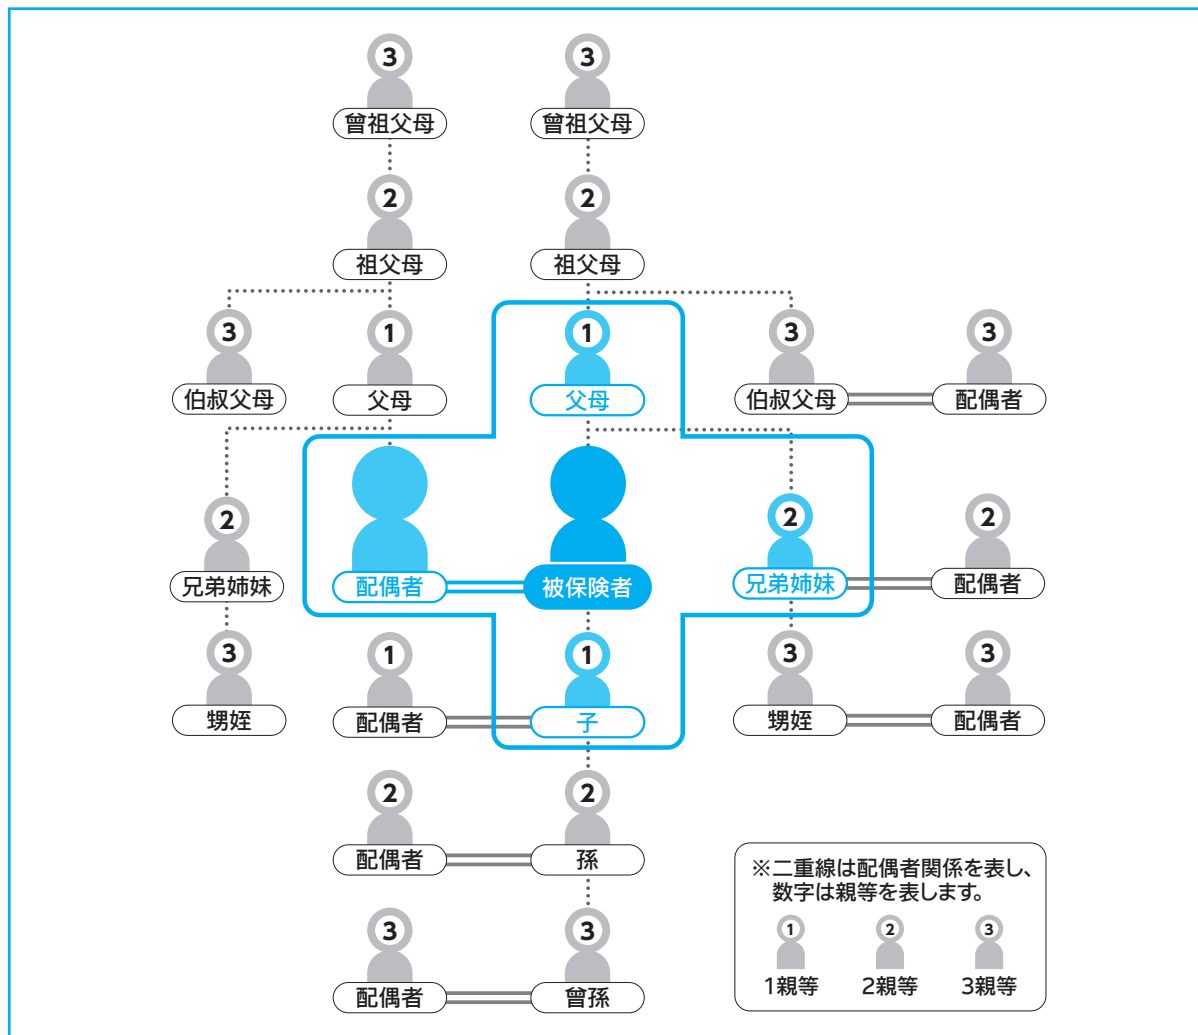 3
3
曾祖父母
曾祖父母
2
2
祖父母
祖父母
3
1
1
3
3
伯叔父母
父母
父母
伯叔父母
配偶者
2
2
2
兄弟姉妹
配偶者
被保険者
兄弟姉妹
配偶者
3
1
1
3
3
甥姪
配偶者
子
甥姪
配偶者
2
2
配偶者
孫
3
3
配偶者
曾孫
※二重線は配偶者関係を表し、
数字は親等を表します。
1
2
3
1親等
2親等
3親等